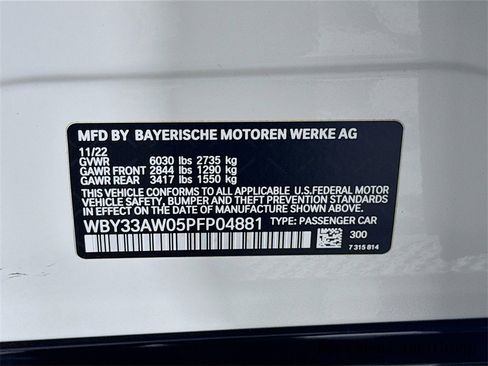 MFD BY BAYERISCHE MOTOREN WERKE AG
11/22
GVWR 6030 lbs 2735 kg
GAWR FRONT 2844 lbs 1290 kg
GAWR REAR 3417 lbs 1550 kg
THIS VEHICLE CONFORMS TO ALL APPLICABLE U.S.FEDERAL MOTOR
VEHICLE SAFETY, BUMPER, AND THEFT PREVENTION STANDARDS
IN EFFECT ON THE DATE OF MANUFACTURE SHOWN ABOVE.
WBY33AW05PFP04881 TYPE: PASSENGER CAR
300
7 315 814